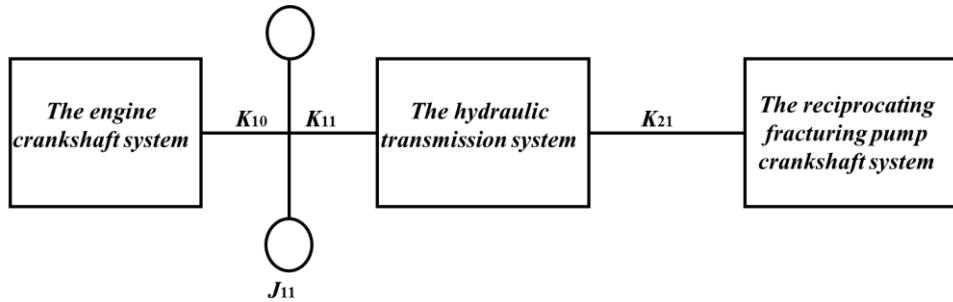 The engine
crankshaft system
K10
K11
The hydraulic
transmission system
K21
The reciprocating
fracturing pump
crankshaft system
J11